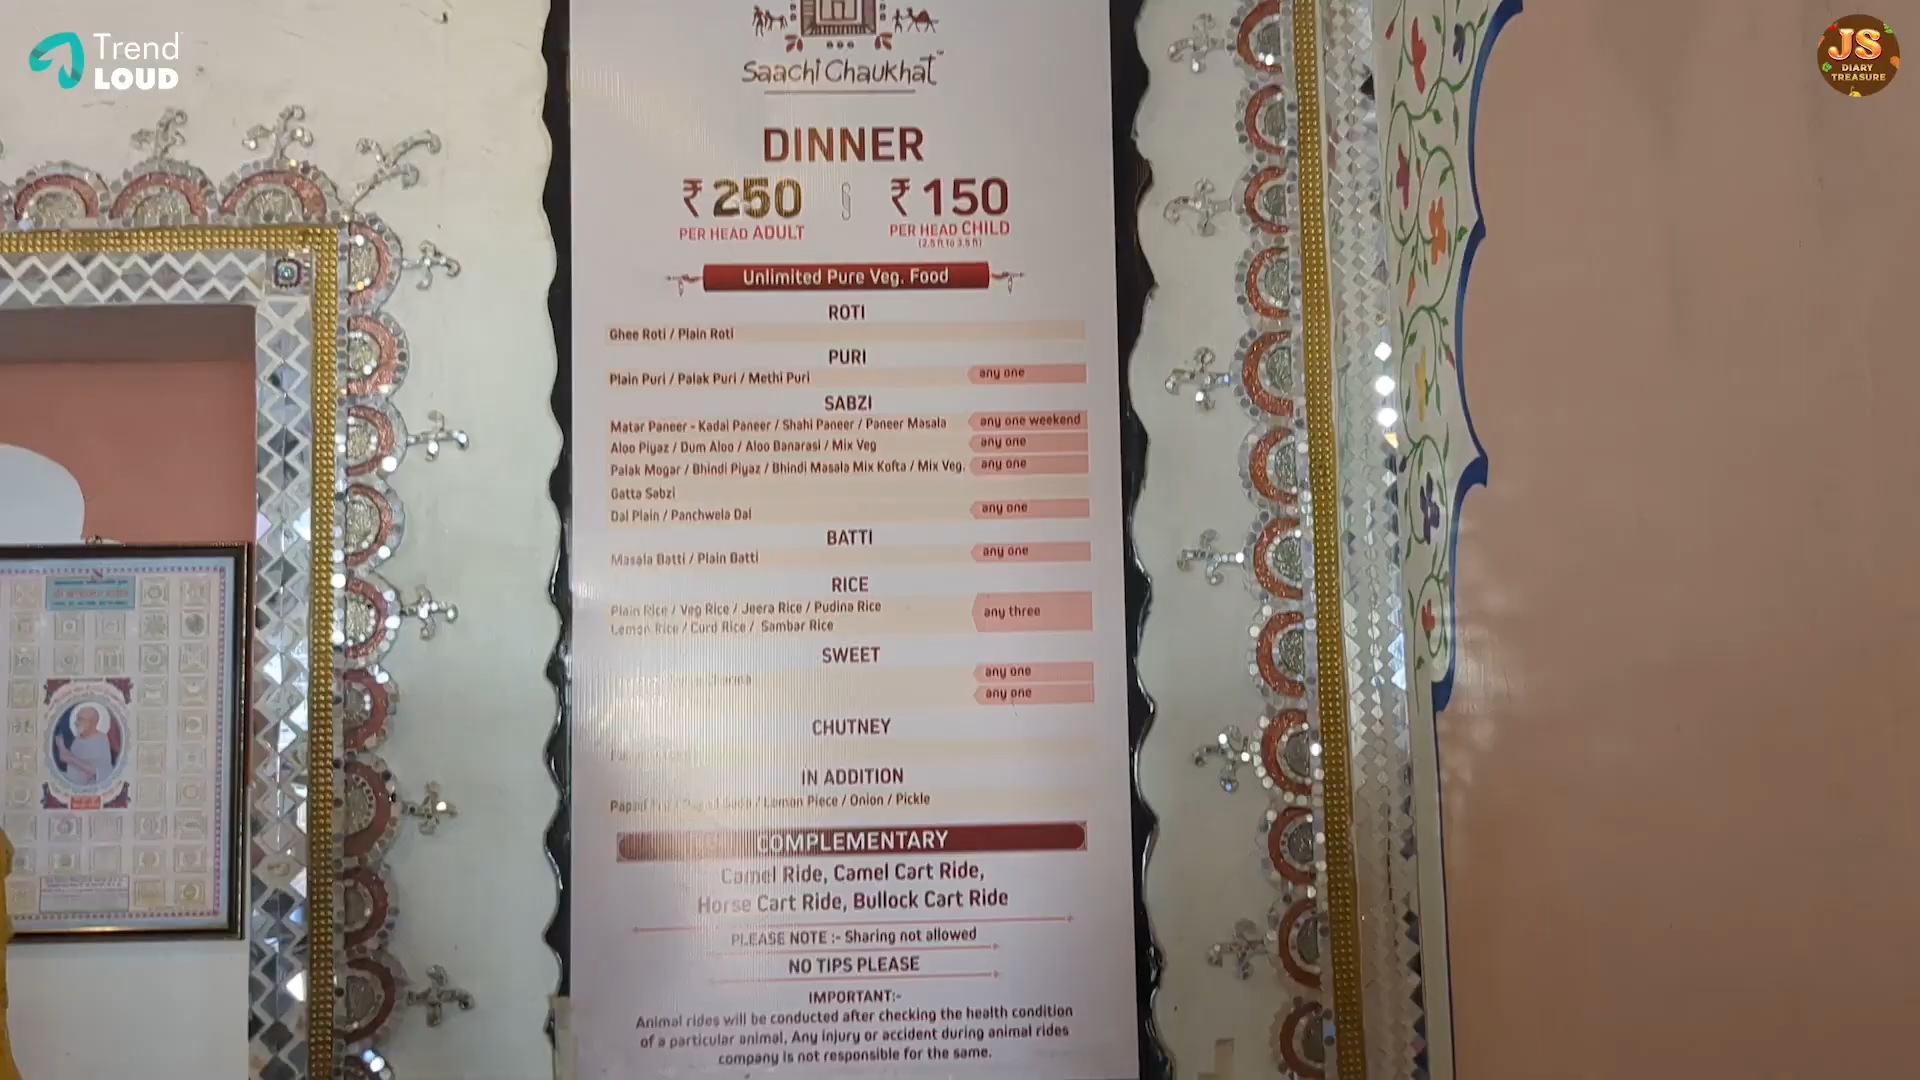 Trend
LOUD
JS
DIARY
TREASURE
Saachi Chaukhat
DINNER
₹ 250 § ₹ 150
PER HEAD ADULT PER HEAD CHILD
(2.5 ft to 3.5 ft)
Unlimited Pure Veg. Food
ROTI
Ghee Roti / Plain Roti
PURI
Plain Puri / Palak Puri / Methi Puri any one
SABZI
Matar Paneer - Kadai Paneer / Shahi Paneer / Paneer Masala any one weekend
Aloo Piyaz / Dum Aloo / Aloo Banarasi / Mix Veg any one
Palak Mogar / Bhindi Piyaz / Bhindi Masala Mix Kofta / Mix Veg. any one
Gatta Sabzi
Dal Plain / Panchwela Dal any one
BATTI
Masala Batti / Plain Batti any one
RICE
Plain Rice / Veg Rice / Jeera Rice / Pudina Rice any three
Lemon Rice / Curd Rice / Sambar Rice
SWEET
any one
any one
CHUTNEY
IN ADDITION
Lemon Piece / Onion / Pickle
COMPLEMENTARY
Camel Ride, Camel Cart Ride,
Horse Cart Ride, Bullock Cart Ride
PLEASE NOTE :- Sharing not allowed
NO TIPS PLEASE
IMPORTANT:-
Animal rides will be conducted after checking the health condition
of a particular animal, Any injury or accident during animal rides
company is not responsible for the same.